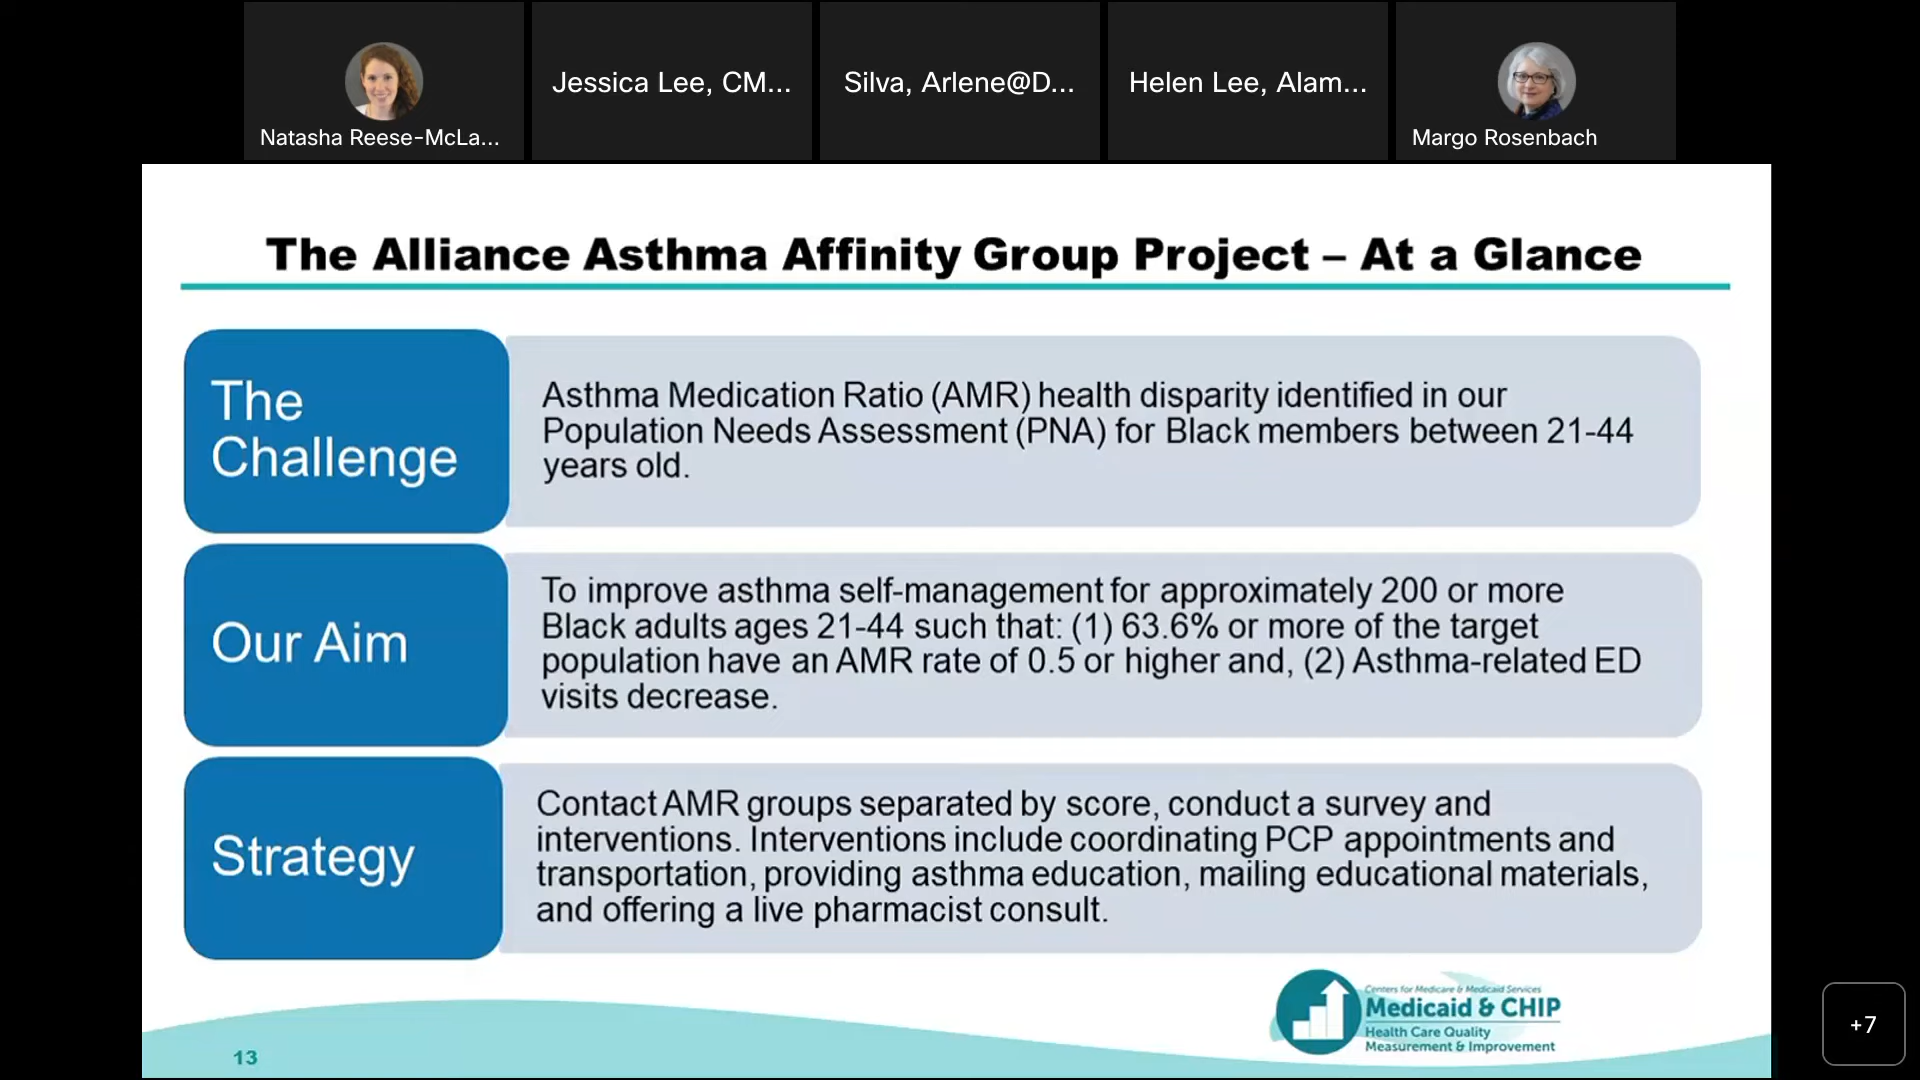 Natasha Reese-McLa...
Jessica Lee, CM...
Silva, Arlene@D...
Helen Lee, Alam...
Margo Rosenbach
The Alliance Asthma Affinity Group Project – At a Glance
The
Challenge
Asthma Medication Ratio (AMR) health disparity identified in our
Population Needs Assessment (PNA) for Black members between 21-44
years old.
Our Aim
To improve asthma self-management for approximately 200 or more
Black adults ages 21-44 such that: (1) 63.6% or more of the target
population have an AMR rate of 0.5 or higher and, (2) Asthma-related ED
visits decrease.
Strategy
Contact AMR groups separated by score, conduct a survey and
interventions. Interventions include coordinating PCP appointments and
transportation, providing asthma education, mailing educational materials,
and offering a live pharmacist consult.
Centers for Medicare & Medicaid Services
Medicaid & CHIP
Health Care Quality
Measurement & Improvement
13
+7